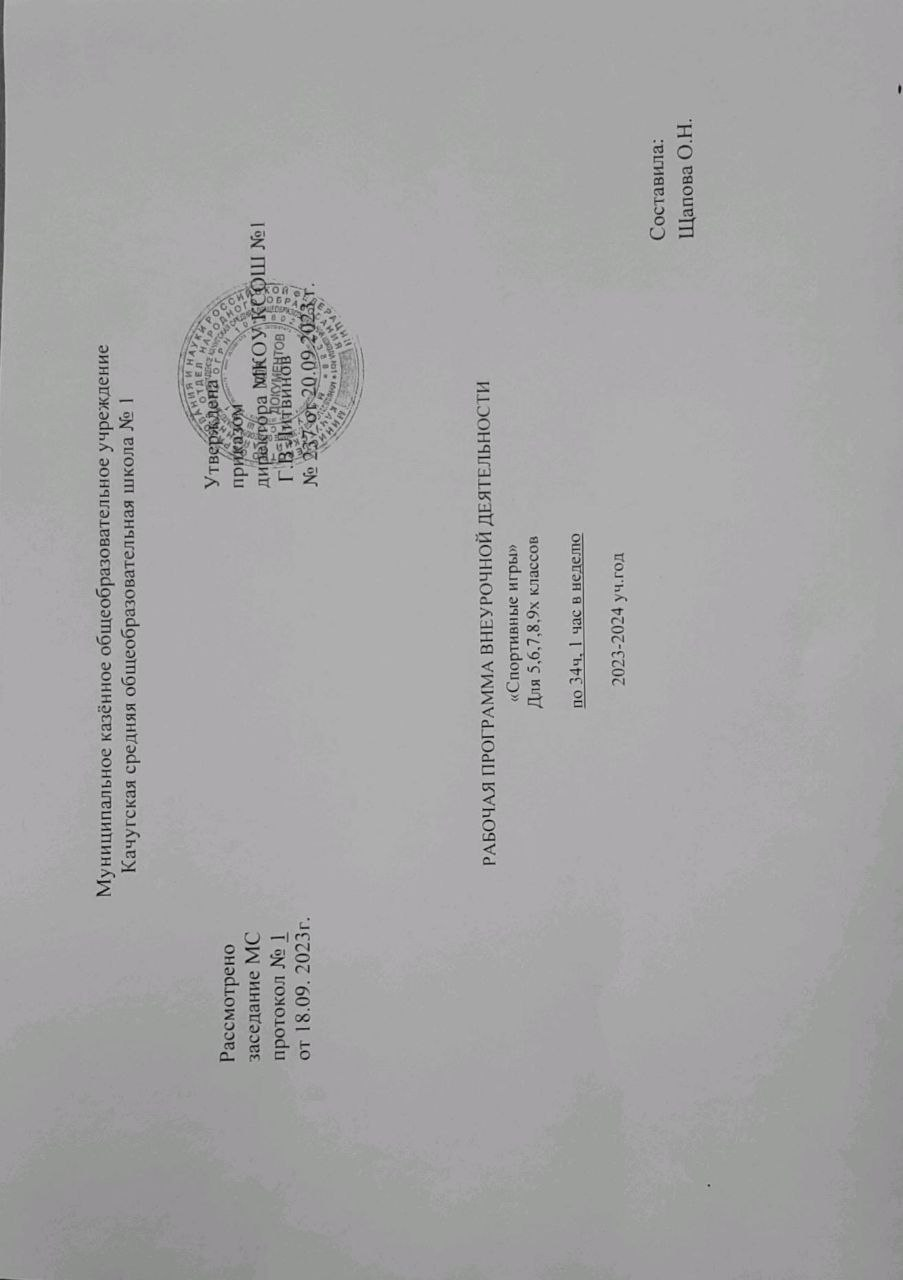 Муниципальное казённое общеобразовательное учреждение
Качугская средняя общеобразовательная школа № 1
Рассмотрено
заседание МС
протокол № 1
от 18.09. 2023г.
Утверждена
приказом
директора МКОУ КСОШ №1
Г.В. Литвинов
№ 237 от 20.09.2023 г.
РАБОЧАЯ ПРОГРАММА ВНЕУРОЧНОЙ ДЕЯТЕЛЬНОСТИ
«Спортивные игры»
Для 5,6,7,8,9х классов
по 34ч, 1 час в неделю
2023-2024 уч.год
Составила:
Щапова О.Н.